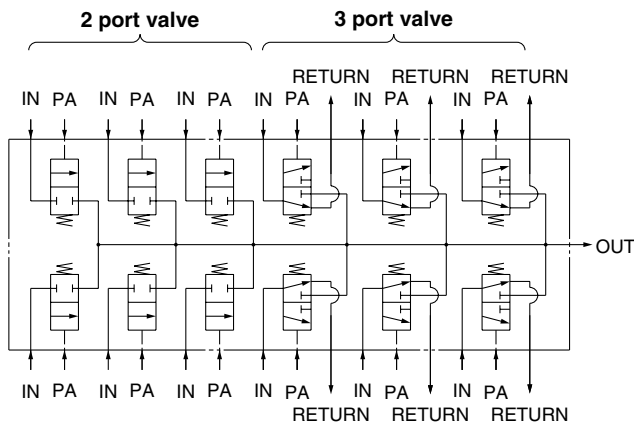 2 port valve 3 port valve
RETURN RETURN RETURN
IN PA IN PA IN PA IN PA IN PA IN PA
OUT
IN PA IN PA IN PA IN PA IN PA IN PA
RETURN RETURN RETURN